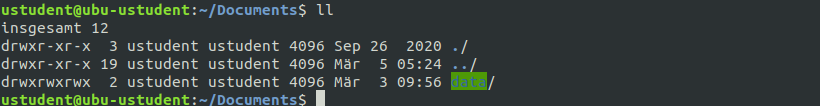 ustudent@ubu-ustudent:~/Documents$ ll
insgesamt 12
drwxr-xr-x  3 ustudent ustudent 4096 Sep 26  2020 ./
drwxr-xr-x 19 ustudent ustudent 4096 Mär  5 05:24 ../
drwxrwxrwx  2 ustudent ustudent 4096 Mär  3 09:56 data/
ustudent@ubu-ustudent:~/Documents$